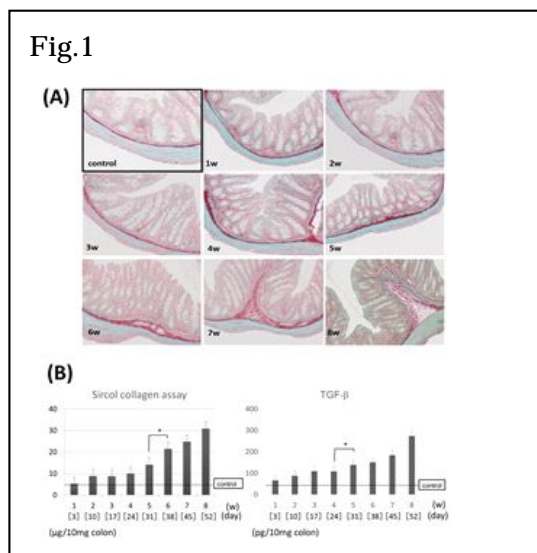 Fig.1
(A)
control
1w
2w
3w
4w
5w
6w
7w
8w
(B)
Sircol collagen assay
40
30
20
10
0
*
control
1 2 3 4 5 6 7 8 (w)
[3] [10] [17] [24] [31] [38] [45] [52] (day)
(μg/10mg colon)
TGF-β
400
300
200
100
0
*
control
1 2 3 4 5 6 7 8 (w)
[3] [10] [17] [24] [31] [38] [45] [52] (day)
(pg/10mg colon)